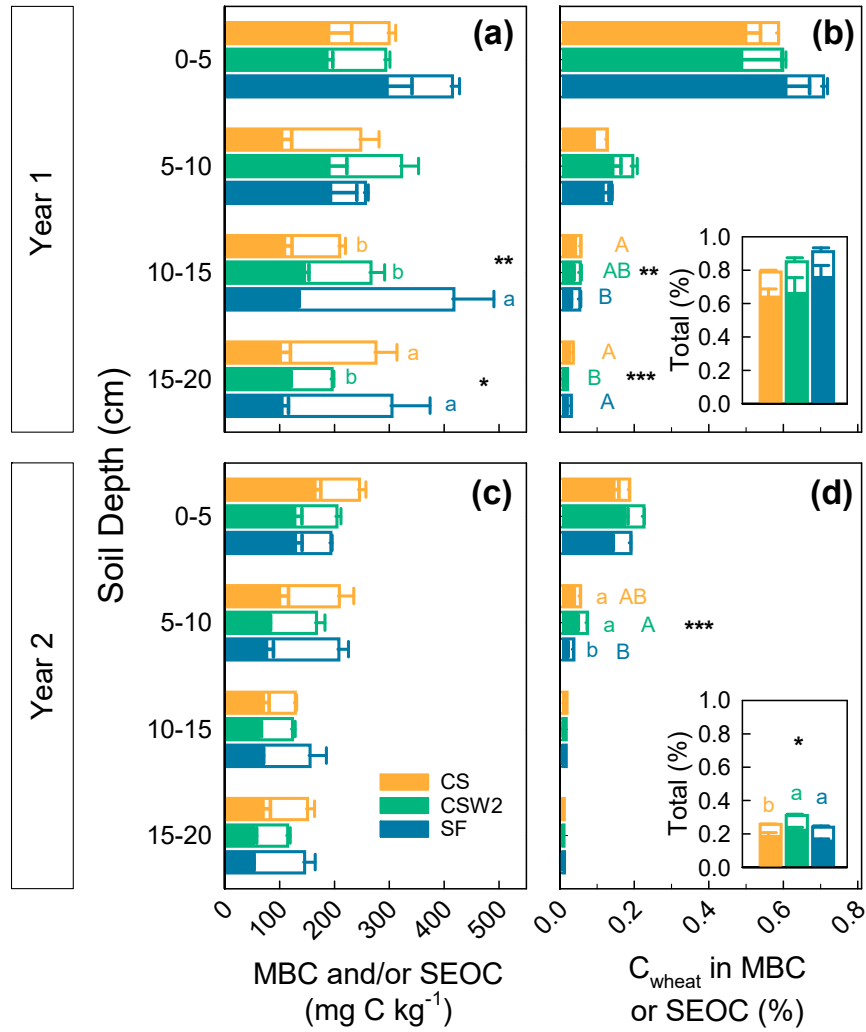 Year 1
Year 2
Soil Depth (cm)
(a)
0-5
5-10
10-15
15-20
b
b
a
**
a
b
a
*
(b)
A
AB
B
**
A
B
A
***
Total (%)
1.0
0.8
0.6
0.4
0.2
0.0
(c)
0-5
5-10
10-15
15-20
CS
CSW2
SF
0
100
200
300
400
500
MBC and/or SEOC
(mg C kg⁻¹)
(d)
a AB
a A
b B
***
Total (%)
1.0
0.8
0.6
0.4
0.2
0.0
*
b
a
a
0.0
0.2
0.4
0.6
0.8
Cwheat in MBC
or SEOC (%)